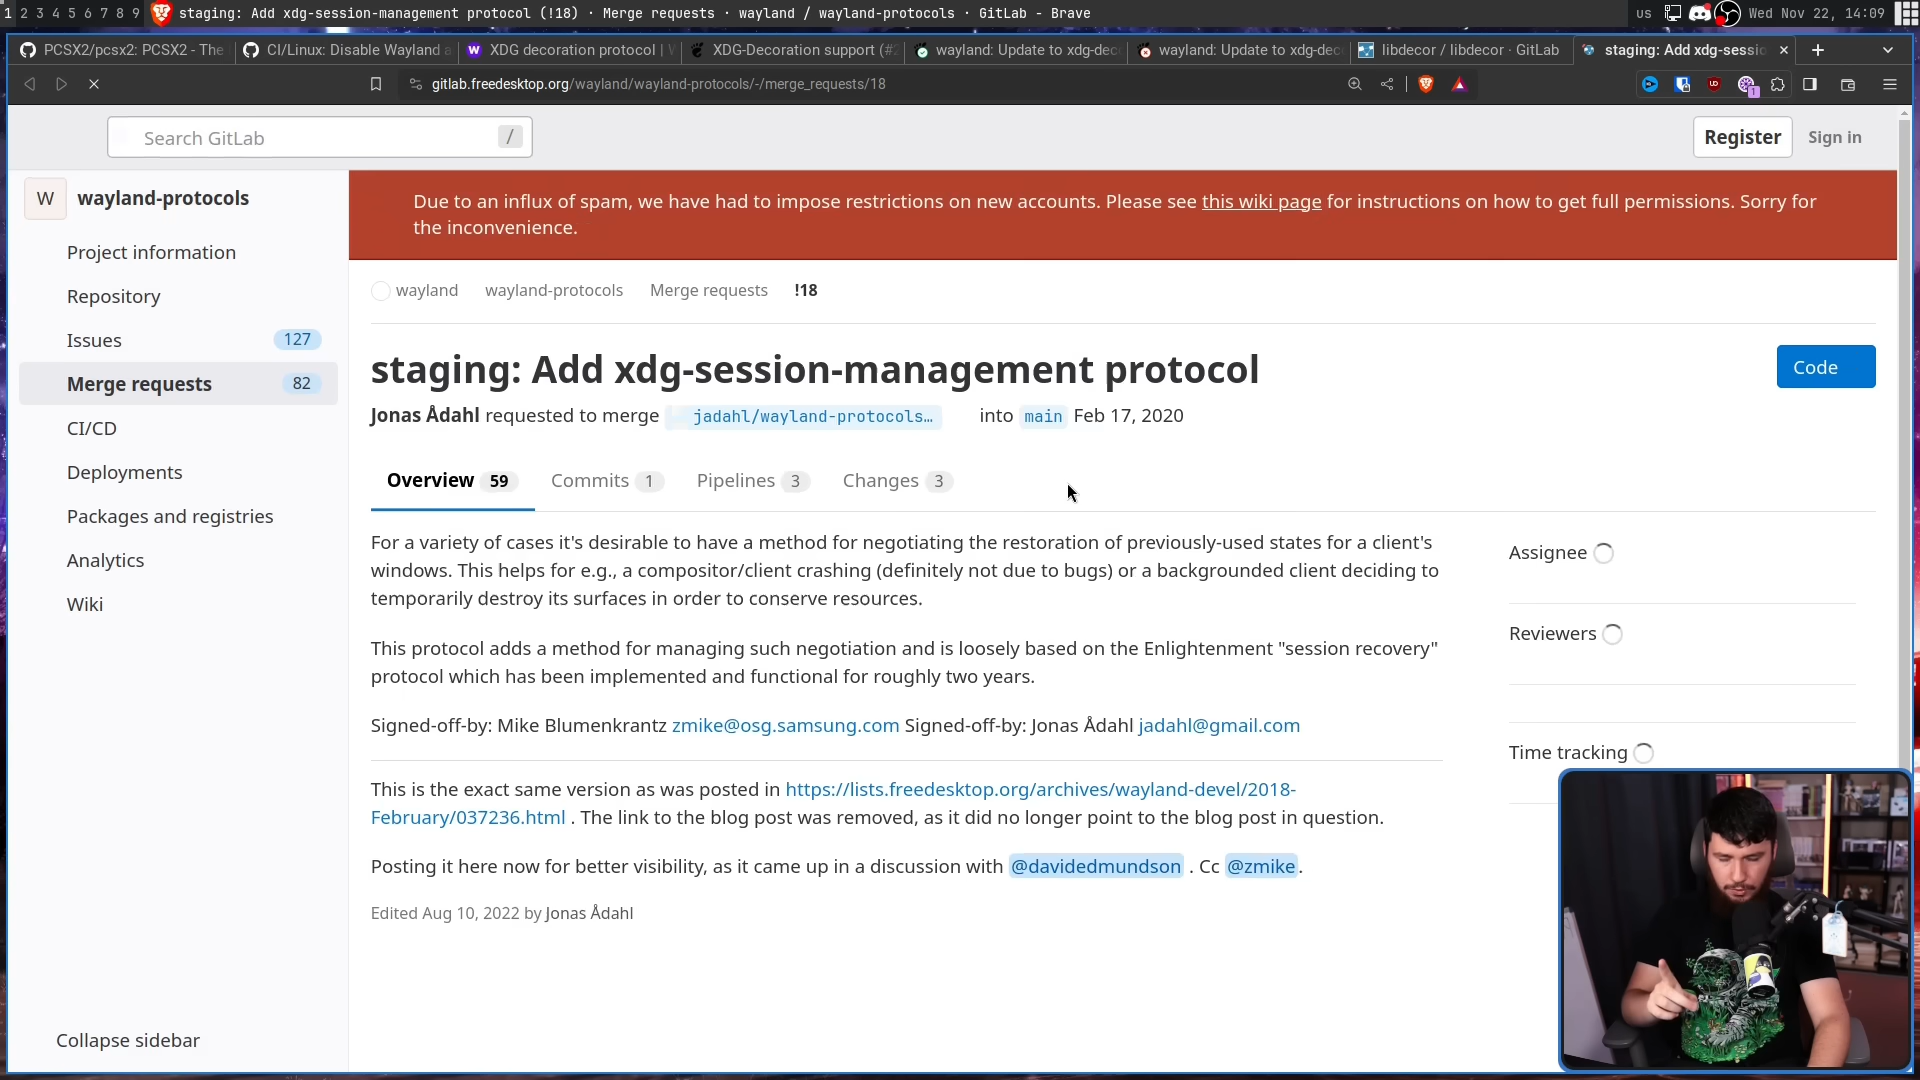 1 2 3 4 5 6 7 8 9 staging: Add xdg-session-management protocol (!18) · Merge requests · wayland / wayland-protocols · GitLab - Brave
us Wed Nov 22, 14:09
PCSX2/pcsx2: PCSX2 - The
CI/Linux: Disable Wayland a
XDG decoration protocol | W
XDG-Decoration support (#
wayland: Update to xdg-dec
wayland: Update to xdg-dec
libdecor / libdecor · GitLab
staging: Add xdg-sessio
gitlab.freedesktop.org/wayland/wayland-protocols/-/merge_requests/18
1
Search GitLab /
Register
Sign in
W wayland-protocols
Project information
Repository
Issues 127
Merge requests 82
CI/CD
Deployments
Packages and registries
Analytics
Wiki
Collapse sidebar
Due to an influx of spam, we have had to impose restrictions on new accounts. Please see this wiki page for instructions on how to get full permissions. Sorry for
the inconvenience.
wayland wayland-protocols Merge requests !18
staging: Add xdg-session-management protocol
Code
Jonas Ådahl requested to merge jadahl/wayland-protocols… into main Feb 17, 2020
Overview 59 Commits 1 Pipelines 3 Changes 3
For a variety of cases it's desirable to have a method for negotiating the restoration of previously-used states for a client's
windows. This helps for e.g., a compositor/client crashing (definitely not due to bugs) or a backgrounded client deciding to
temporarily destroy its surfaces in order to conserve resources.
This protocol adds a method for managing such negotiation and is loosely based on the Enlightenment "session recovery"
protocol which has been implemented and functional for roughly two years.
Signed-off-by: Mike Blumenkrantz zmike@osg.samsung.com Signed-off-by: Jonas Ådahl jadahl@gmail.com
This is the exact same version as was posted in https://lists.freedesktop.org/archives/wayland-devel/2018-
February/037236.html . The link to the blog post was removed, as it did no longer point to the blog post in question.
Posting it here now for better visibility, as it came up in a discussion with @davidedmundson . Cc @zmike.
Edited Aug 10, 2022 by Jonas Ådahl
Assignee
Reviewers
Time tracking